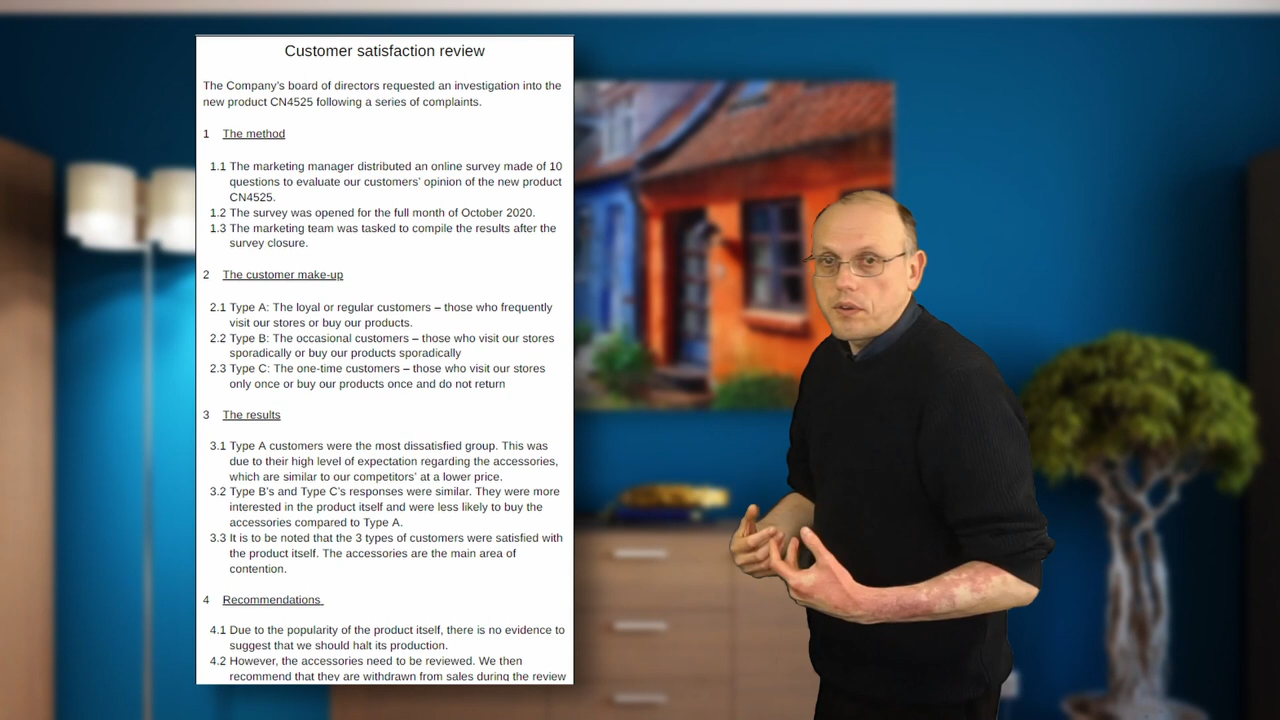 Customer satisfaction review
The Company's board of directors requested an investigation into the
new product CN4525 following a series of complaints.
1 The method
1.1 The marketing manager distributed an online survey made of 10
questions to evaluate our customers' opinion of the new product
CN4525.
1.2 The survey was opened for the full month of October 2020.
1.3 The marketing team was tasked to compile the results after the
survey closure.
2 The customer make-up
2.1 Type A: The loyal or regular customers – those who frequently
visit our stores or buy our products.
2.2 Type B: The occasional customers – those who visit our stores
sporadically or buy our products sporadically
2.3 Type C: The one-time customers – those who visit our stores
only once or buy our products once and do not return
3 The results
3.1 Type A customers were the most dissatisfied group. This was
due to their high level of expectation regarding the accessories,
which are similar to our competitors' at a lower price.
3.2 Type B's and Type C's responses were similar. They were more
interested in the product itself and were less likely to buy the
accessories compared to Type A.
3.3 It is to be noted that the 3 types of customers were satisfied with
the product itself. The accessories are the main area of
contention.
4 Recommendations
4.1 Due to the popularity of the product itself, there is no evidence to
suggest that we should halt its production.
4.2 However, the accessories need to be reviewed. We then
recommend that they are withdrawn from sales during the review